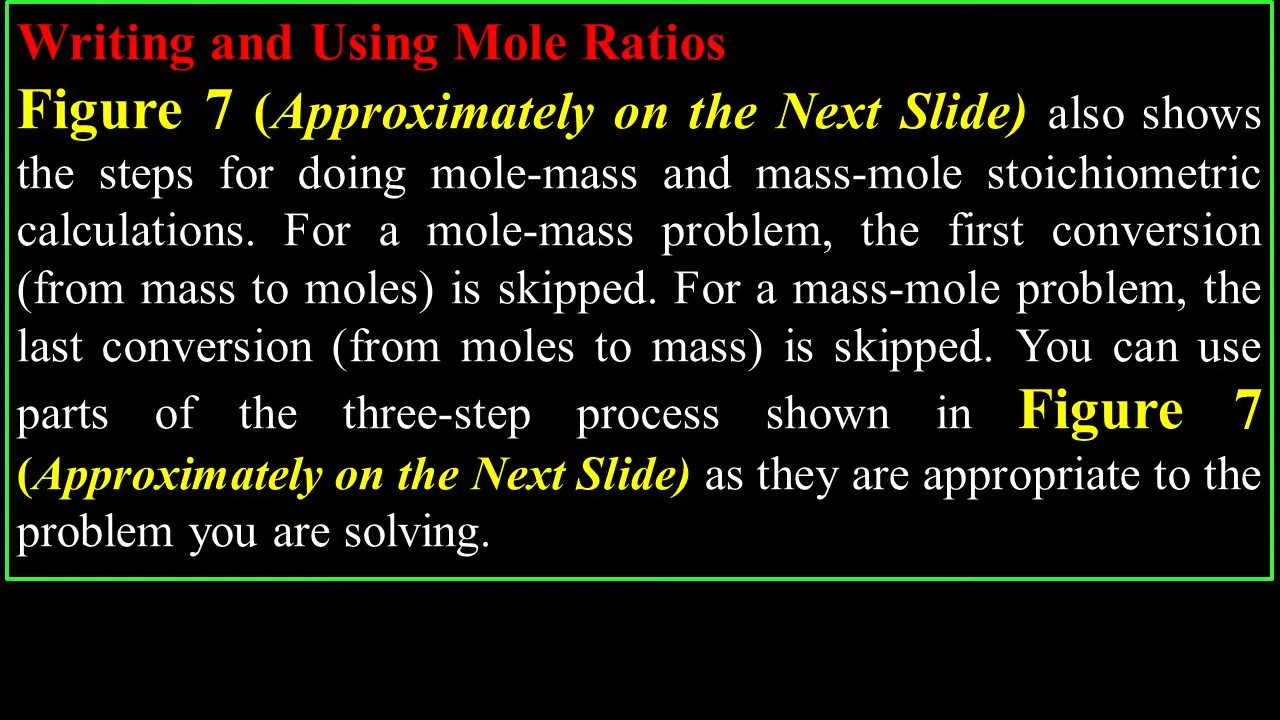 Writing and Using Mole Ratios
Figure 7 (Approximately on the Next Slide) also shows
the steps for doing mole-mass and mass-mole stoichiometric
calculations. For a mole-mass problem, the first conversion
(from mass to moles) is skipped. For a mass-mole problem, the
last conversion (from moles to mass) is skipped. You can use
parts of the three-step process shown in Figure 7
(Approximately on the Next Slide) as they are appropriate to the
problem you are solving.